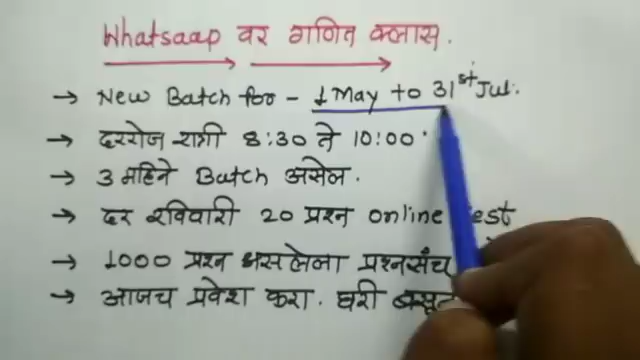 Whatsaap वर गणित क्लास.
→ New Batch for - 1 May to 31st Jul.
→ दररोज रात्री 8:30 ते 10:00
→ 3 महिने Batch असेल.
→ दर रविवारी 20 प्रश्न online
→ 1000 प्रश्न असलेला प्रश्नसंच
→ आजच प्रवेश करा. घरी बसून